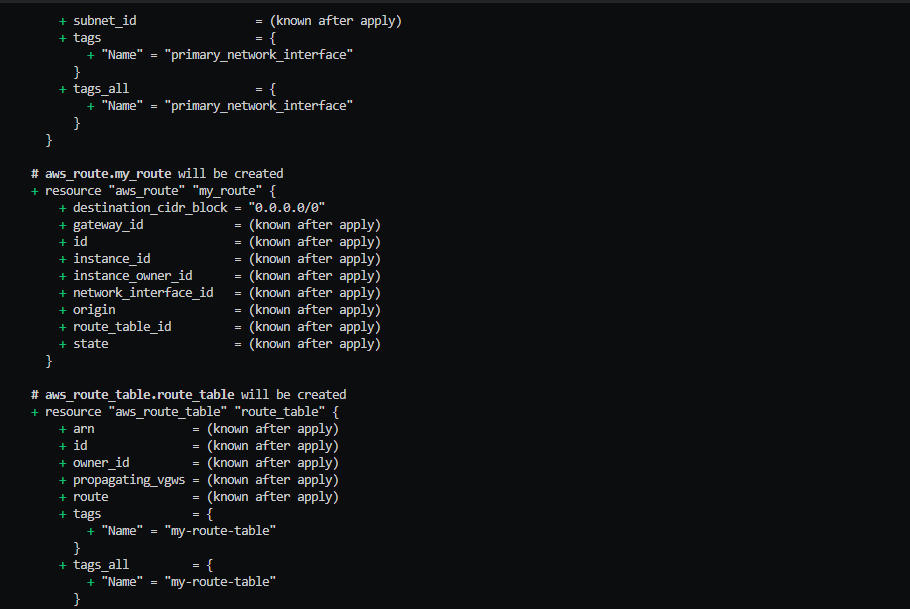 + subnet_id                 = (known after apply)
+ tags                      = {
+ "Name" = "primary_network_interface"
}
+ tags_all                  = {
+ "Name" = "primary_network_interface"
}
}
# aws_route.my_route will be created
+ resource "aws_route" "my_route" {
+ destination_cidr_block = "0.0.0.0/0"
+ gateway_id             = (known after apply)
+ id                     = (known after apply)
+ instance_id            = (known after apply)
+ instance_owner_id      = (known after apply)
+ network_interface_id   = (known after apply)
+ origin                 = (known after apply)
+ route_table_id         = (known after apply)
+ state                  = (known after apply)
}
# aws_route_table.route_table will be created
+ resource "aws_route_table" "route_table" {
+ arn              = (known after apply)
+ id               = (known after apply)
+ owner_id         = (known after apply)
+ propagating_vgws = (known after apply)
+ route            = (known after apply)
+ tags             = {
+ "Name" = "my-route-table"
}
+ tags_all         = {
+ "Name" = "my-route-table"
}